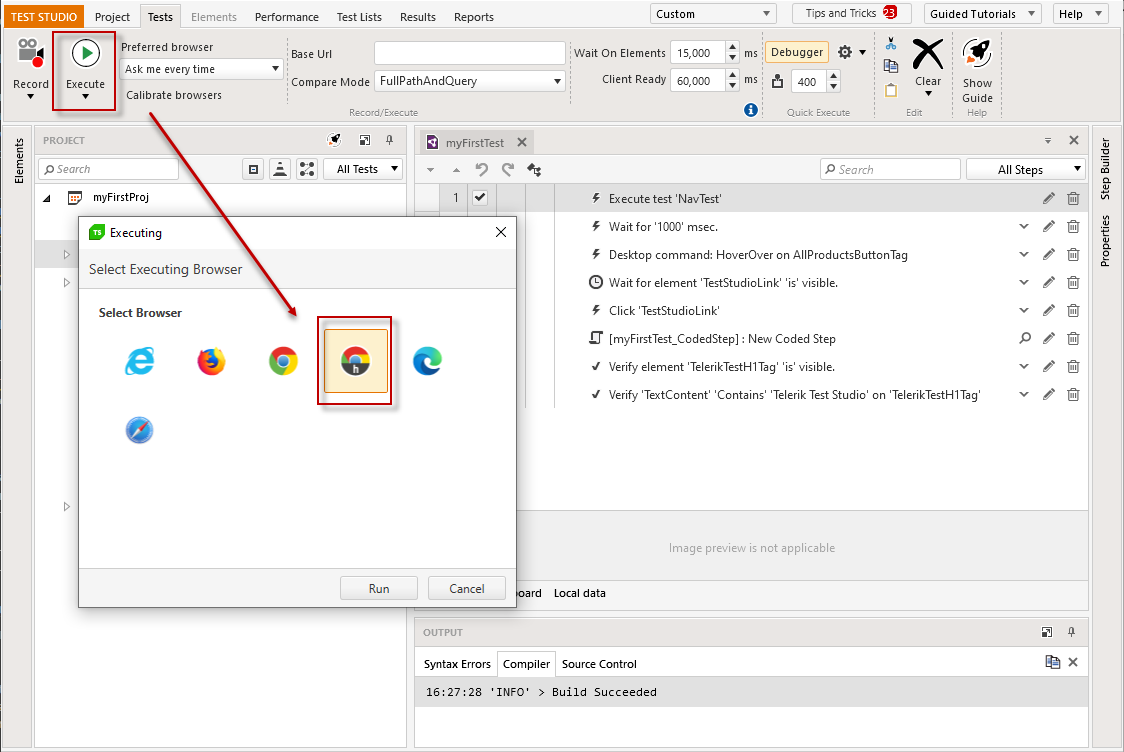 TEST STUDIO Project Tests Elements Performance Test Lists Results Reports Custom Tips and Tricks 23 Guided Tutorials Help
Record
Execute
Preferred browser
Ask me every time
Calibrate browsers
Base Url
Compare Mode FullPathAndQuery
Record/Execute
Wait On Elements 15,000 ms
Client Ready 60,000 ms
Debugger
400
Quick Execute
Clear
Edit
Show
Guide
Help
Elements
PROJECT
Search All Tests
myFirstProj
Executing
Select Executing Browser
Select Browser
h
Run Cancel
myFirstTest
Search All Steps
1 Execute test 'NavTest'
Wait for '1000' msec.
Desktop command: HoverOver on AllProductsButtonTag
Wait for element 'TestStudioLink' 'is' visible.
Click 'TestStudioLink'
[myFirstTest_CodedStep] : New Coded Step
Verify element 'TelerikTestH1Tag' 'is' visible.
Verify 'TextContent' 'Contains' 'Telerik Test Studio' on 'TelerikTestH1Tag'
Image preview is not applicable
oard Local data
OUTPUT
Syntax Errors Compiler Source Control
16:27:28 'INFO' > Build Succeeded
Step Builder
Properties